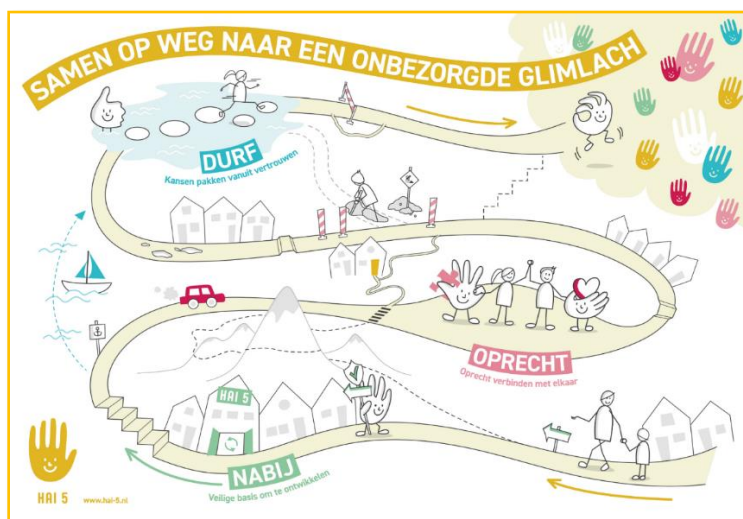 SAMEN OP WEG NAAR EEN ONBEZORGDE GLIMLACH
DURF
Kansen pakken vanuit vertrouwen
OPRECHT
Oprecht verbinden met elkaar
HAI 5
NABIJ
Veilige basis om te ontwikkelen
HAI 5
www.hai-5.nl